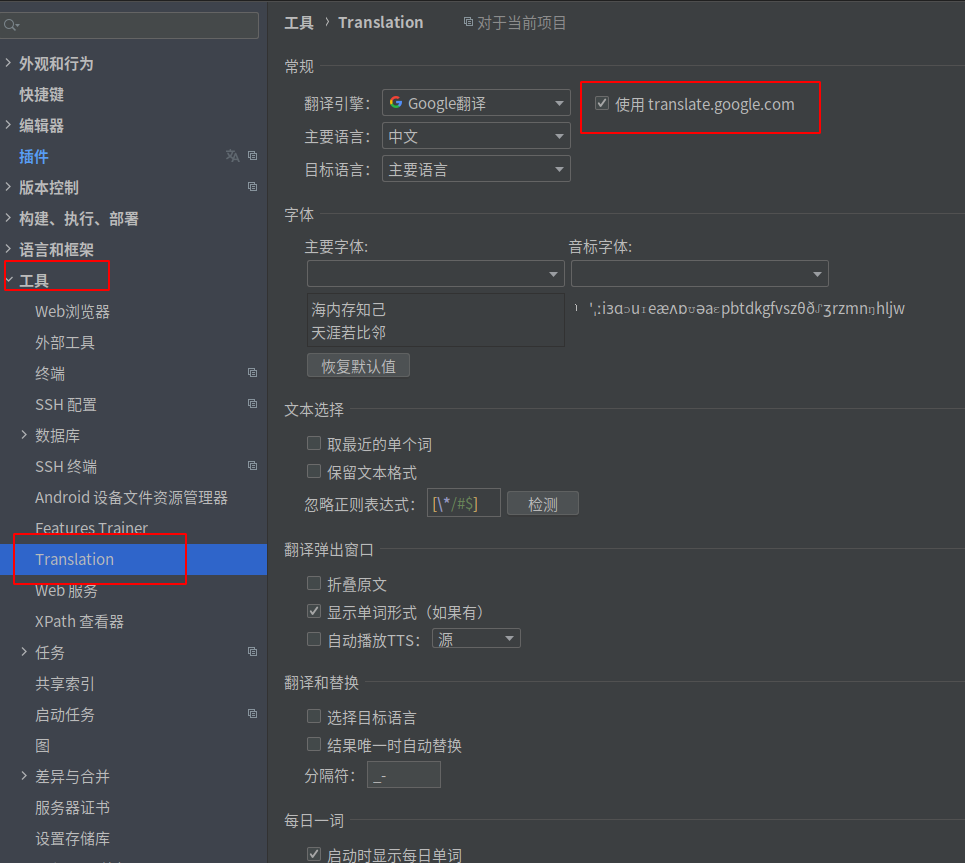 工具 › Translation 对于当前项目
外观和行为
快捷键
编辑器
插件
版本控制
构建、执行、部署
语言和框架
工具
Web浏览器
外部工具
终端
SSH 配置
数据库
SSH 终端
Android 设备文件资源管理器
Features Trainer
Translation
Web 服务
XPath 查看器
任务
共享索引
启动任务
图
差异与合并
服务器证书
设置存储库
常规
翻译引擎： Google翻译 使用 translate.google.com
主要语言： 中文
目标语言： 主要语言
字体
主要字体: 音标字体:
海内存知己
天涯若比邻
恢复默认值
文本选择
取最近的单个词
保留文本格式
忽略正则表达式： [\*/#$] 检测
翻译弹出窗口
折叠原文
显示单词形式（如果有）
自动播放TTS： 源
翻译和替换
选择目标语言
结果唯一时自动替换
分隔符： _-
每日一词
启动时显示每日单词